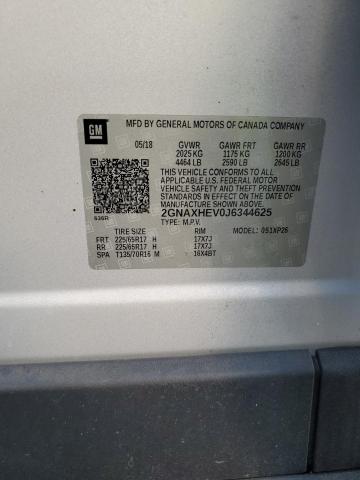 GM
MFD BY GENERAL MOTORS OF CANADA COMPANY
05/18 GVWR GAWR FRT GAWR RR
2025 KG 1175 KG 1200 KG
4464 LB 2590 LB 2645 LB
THIS VEHICLE CONFORMS TO ALL
APPLICABLE U.S. FEDERAL MOTOR
VEHICLE SAFETY AND THEFT PREVENTION
STANDARDS IN EFFECT ON THE DATE OF
MANUFACTURE SHOWN ABOVE.
2GNAXHEV0J6344625
TYPE: M.P.V.
636R
TIRE SIZE RIM MODEL: 0S1XP26
FRT 225/65R17 H 17X7J
RR 225/65R17 H 17X7J
SPA T135/70R16 M 16X4BT